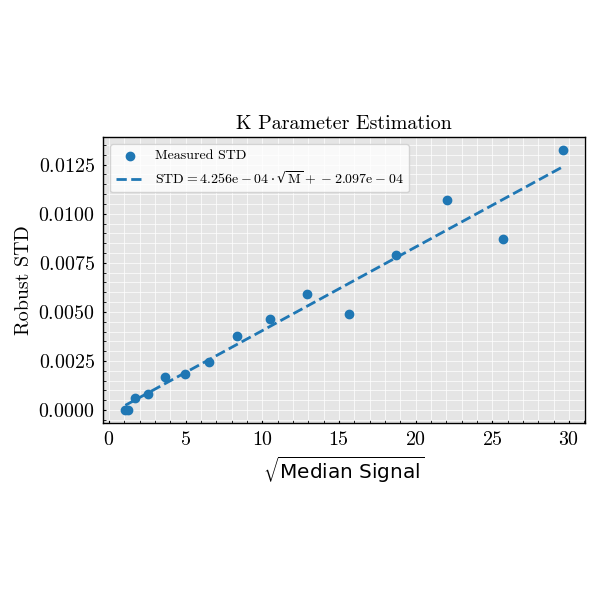 K Parameter Estimation
Measured STD
STD = 4.256e − 04 · √M + −2.097e − 04
Robust STD
0.0125
0.0100
0.0075
0.0050
0.0025
0.0000
0 5 10 15 20 25 30
√Median Signal